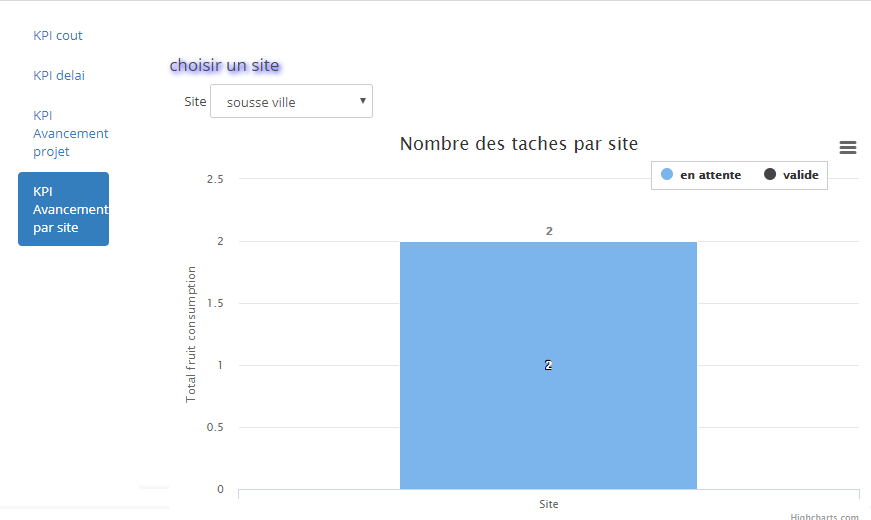 KPI cout
KPI delai
KPI
Avancement
projet
KPI
Avancement
par site
choisir un site
Site sousse ville
Nombre des taches par site
en attente valide
Total fruit consumption
2.5
2
1.5
1
0.5
0
2
2
Site
Highcharts.com